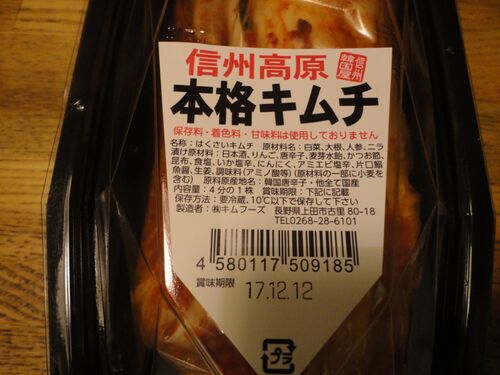 信州高原
信州
韓国屋
本格キムチ
保存料・着色料・甘味料は使用しておりません
名称：はくさいキムチ　原材料名：白菜、大根、人参、ニラ
漬け原材料：日本酒、りんご、唐辛子、麦芽水飴、かつお節、
昆布、食塩、いか塩辛、にんにく、アミエビ塩辛、片口鰯
魚醤、生姜、調味料(アミノ酸等)(原材料の一部に小麦を
含む)　原料原産地名：韓国唐辛子・他全て国産
内容量：4分の1株　賞味期限：下記に記載
保存方法：要冷蔵、10℃以下で保存して下さい
製造者：㈱キムフーズ　長野県上田市古里80-18
TEL0268-28-6101
4 580117 509185
賞味期限 17.12.12
プラ